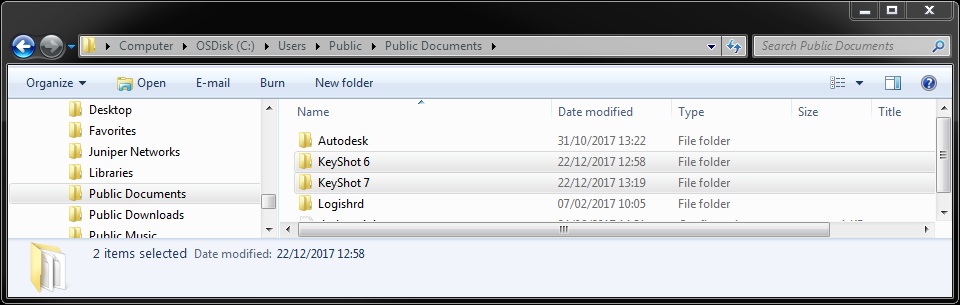 Computer ▸ OSDisk (C:) ▸ Users ▸ Public ▸ Public Documents ▸
Search Public Documents
Organize Open E-mail Burn New folder
Desktop
Favorites
Juniper Networks
Libraries
Public Documents
Public Downloads
Public Music
Name Date modified Type Size Title
Autodesk 31/10/2017 13:22 File folder
KeyShot 6 22/12/2017 12:58 File folder
KeyShot 7 22/12/2017 13:19 File folder
Logishrd 07/02/2017 10:05 File folder
2 items selected Date modified: 22/12/2017 12:58